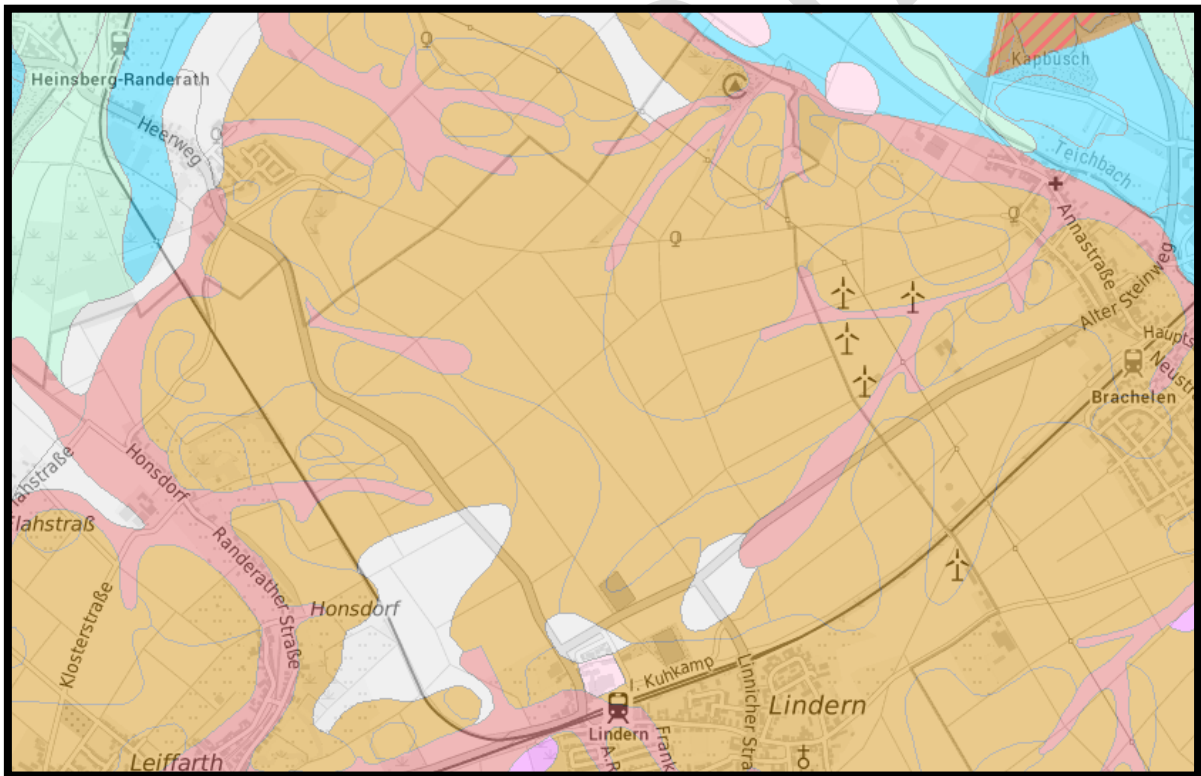 Heinsberg-Randerath
Kapbusch
Heerweg
Teichbach
Annastraße
Alter Steinweg
Haupts
Neustr
Brachelen
Honsdorf
lahstraße
Flahstraß
Randerather Straße
Klosterstraße
Honsdorf
I. Kuhkamp
Linnicher Stra
Lindern
Lindern
A.R
Frank
Leiffarth